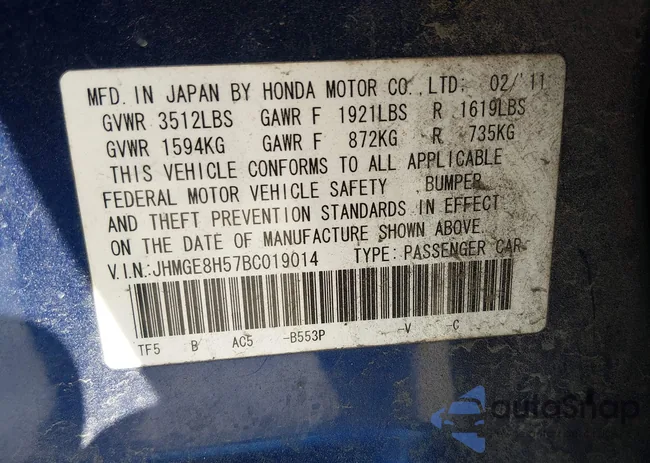 MFD. IN JAPAN BY HONDA MOTOR CO.,LTD: 02/'11
GVWR 3512LBS GAWR F 1921LBS R 1619LBS
GVWR 1594KG GAWR F 872KG R 735KG
THIS VEHICLE CONFORMS TO ALL APPLICABLE
FEDERAL MOTOR VEHICLE SAFETY BUMPER
AND THEFT PREVENTION STANDARDS IN EFFECT
ON THE DATE OF MANUFACTURE SHOWN ABOVE.
V.I.N:JHMGE8H57BC019014 TYPE: PASSENGER CAR
TF5 B AC5 -B553P -V -C
autoSnap